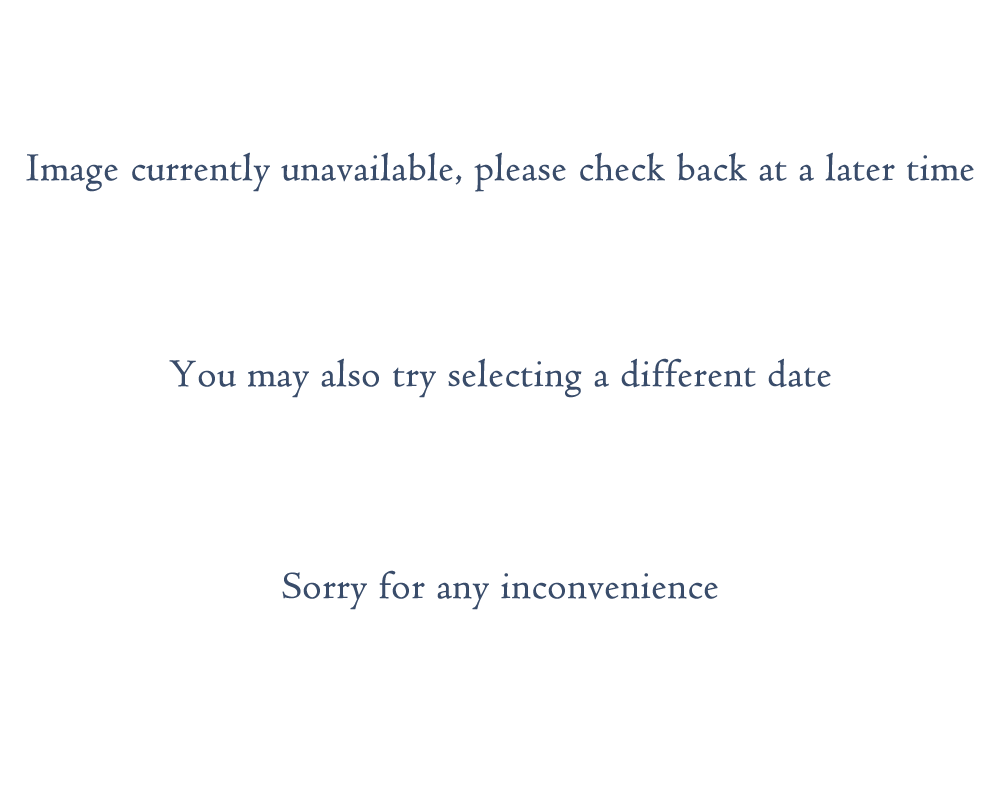 Image currently unavailable, please check back at a later time
You may also try selecting a different date
Sorry for any inconvenience